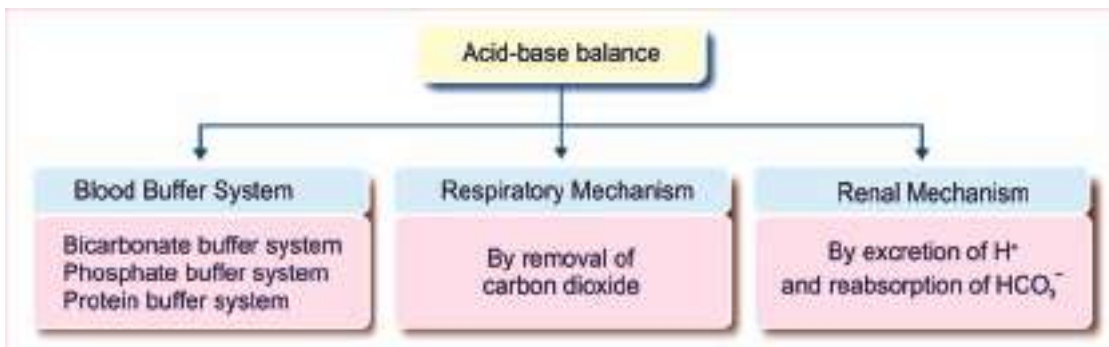 Acid-base balance
Blood Buffer System
Bicarbonate buffer system
Phosphate buffer system
Protein buffer system
Respiratory Mechanism
By removal of
carbon dioxide
Renal Mechanism
By excretion of H⁺
and reabsorption of HCO₃⁻